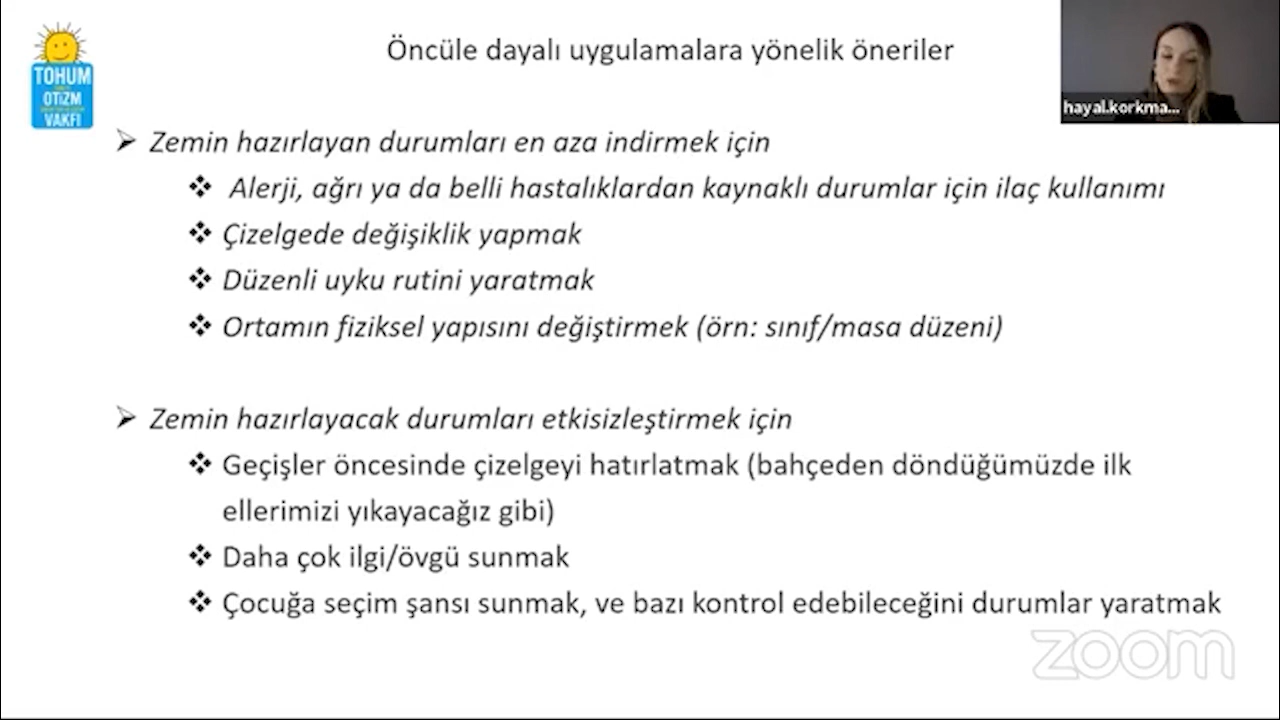 TOHUM
OTİZM
VAKFI
Öncüle dayalı uygulamalara yönelik öneriler
hayal.korkma...
Zemin hazırlayan durumları en aza indirmek için
Alerji, ağrı ya da belli hastalıklardan kaynaklı durumlar için ilaç kullanımı
Çizelgede değişiklik yapmak
Düzenli uyku rutini yaratmak
Ortamın fiziksel yapısını değiştirmek (örn: sınıf/masa düzeni)
Zemin hazırlayacak durumları etkisizleştirmek için
Geçişler öncesinde çizelgeyi hatırlatmak (bahçeden döndüğümüzde ilk
ellerimizi yıkayacağız gibi)
Daha çok ilgi/övgü sunmak
Çocuğa seçim şansı sunmak, ve bazı kontrol edebileceğini durumlar yaratmak
zoom